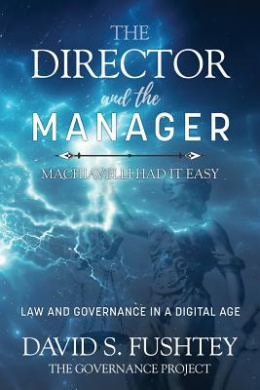 THE
DIRECTOR
and the
MANAGER
MACHIAVELLI HAD IT EASY
LAW AND GOVERNANCE IN A DIGITAL AGE
DAVID S. FUSHTEY
THE GOVERNANCE PROJECT